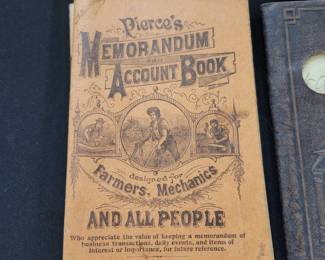 Pierce's
MEMORANDUM
AND
ACCOUNT BOOK
designed for
Farmers, Mechanics
AND ALL PEOPLE
Who appreciate the value of keeping a memorandum of
business transactions, daily events, and items of
interest or importance, for future reference.